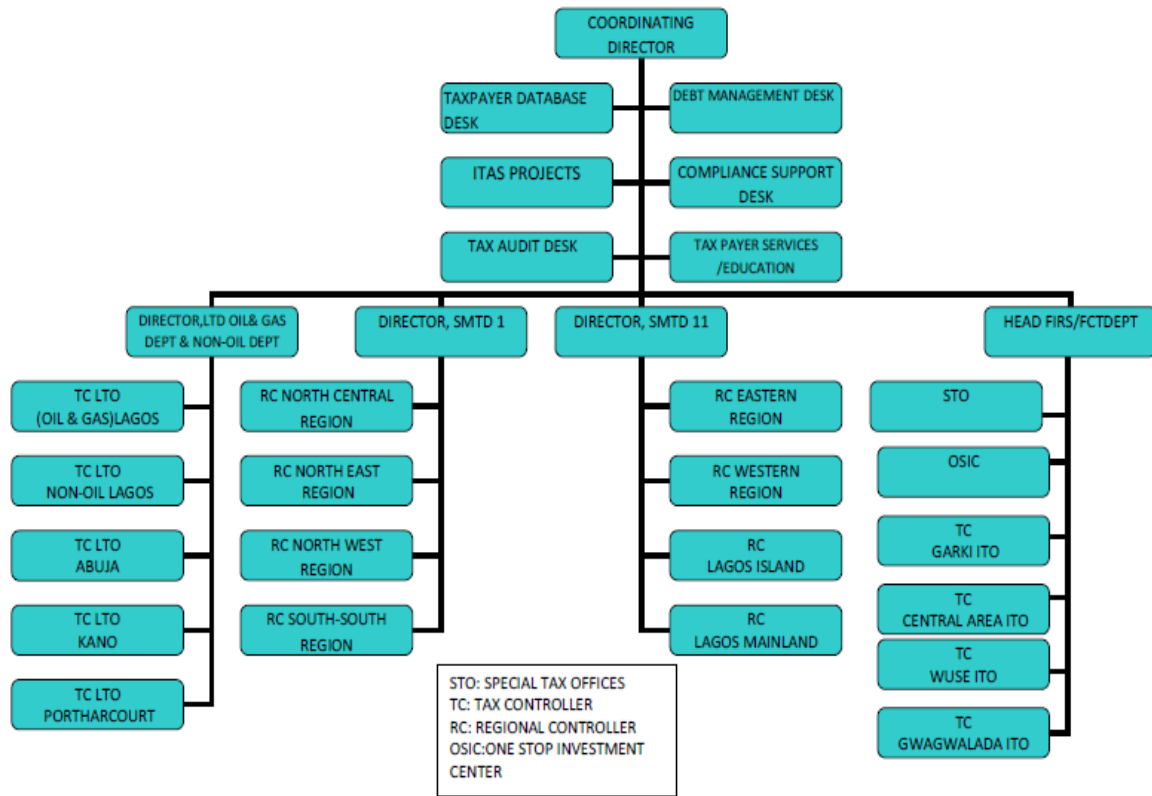 COORDINATING
DIRECTOR
TAXPAYER DATABASE
DESK
DEBT MANAGEMENT DESK
ITAS PROJECTS
COMPLIANCE SUPPORT
DESK
TAX AUDIT DESK
TAX PAYER SERVICES
/EDUCATION
DIRECTOR,LTD OIL& GAS
DEPT & NON-OIL DEPT
DIRECTOR, SMTD 1
DIRECTOR, SMTD 11
HEAD FIRS/FCTDEPT
TC LTO
(OIL & GAS)LAGOS
TC LTO
NON-OIL LAGOS
TC LTO
ABUJA
TC LTO
KANO
TC LTO
PORTHARCOURT
RC NORTH CENTRAL
REGION
RC NORTH EAST
REGION
RC NORTH WEST
REGION
RC SOUTH-SOUTH
REGION
RC EASTERN
REGION
RC WESTERN
REGION
RC
LAGOS ISLAND
RC
LAGOS MAINLAND
STO
OSIC
TC
GARKI ITO
TC
CENTRAL AREA ITO
TC
WUSE ITO
TC
GWAGWALADA ITO
STO: SPECIAL TAX OFFICES
TC: TAX CONTROLLER
RC: REGIONAL CONTROLLER
OSIC:ONE STOP INVESTMENT
CENTER